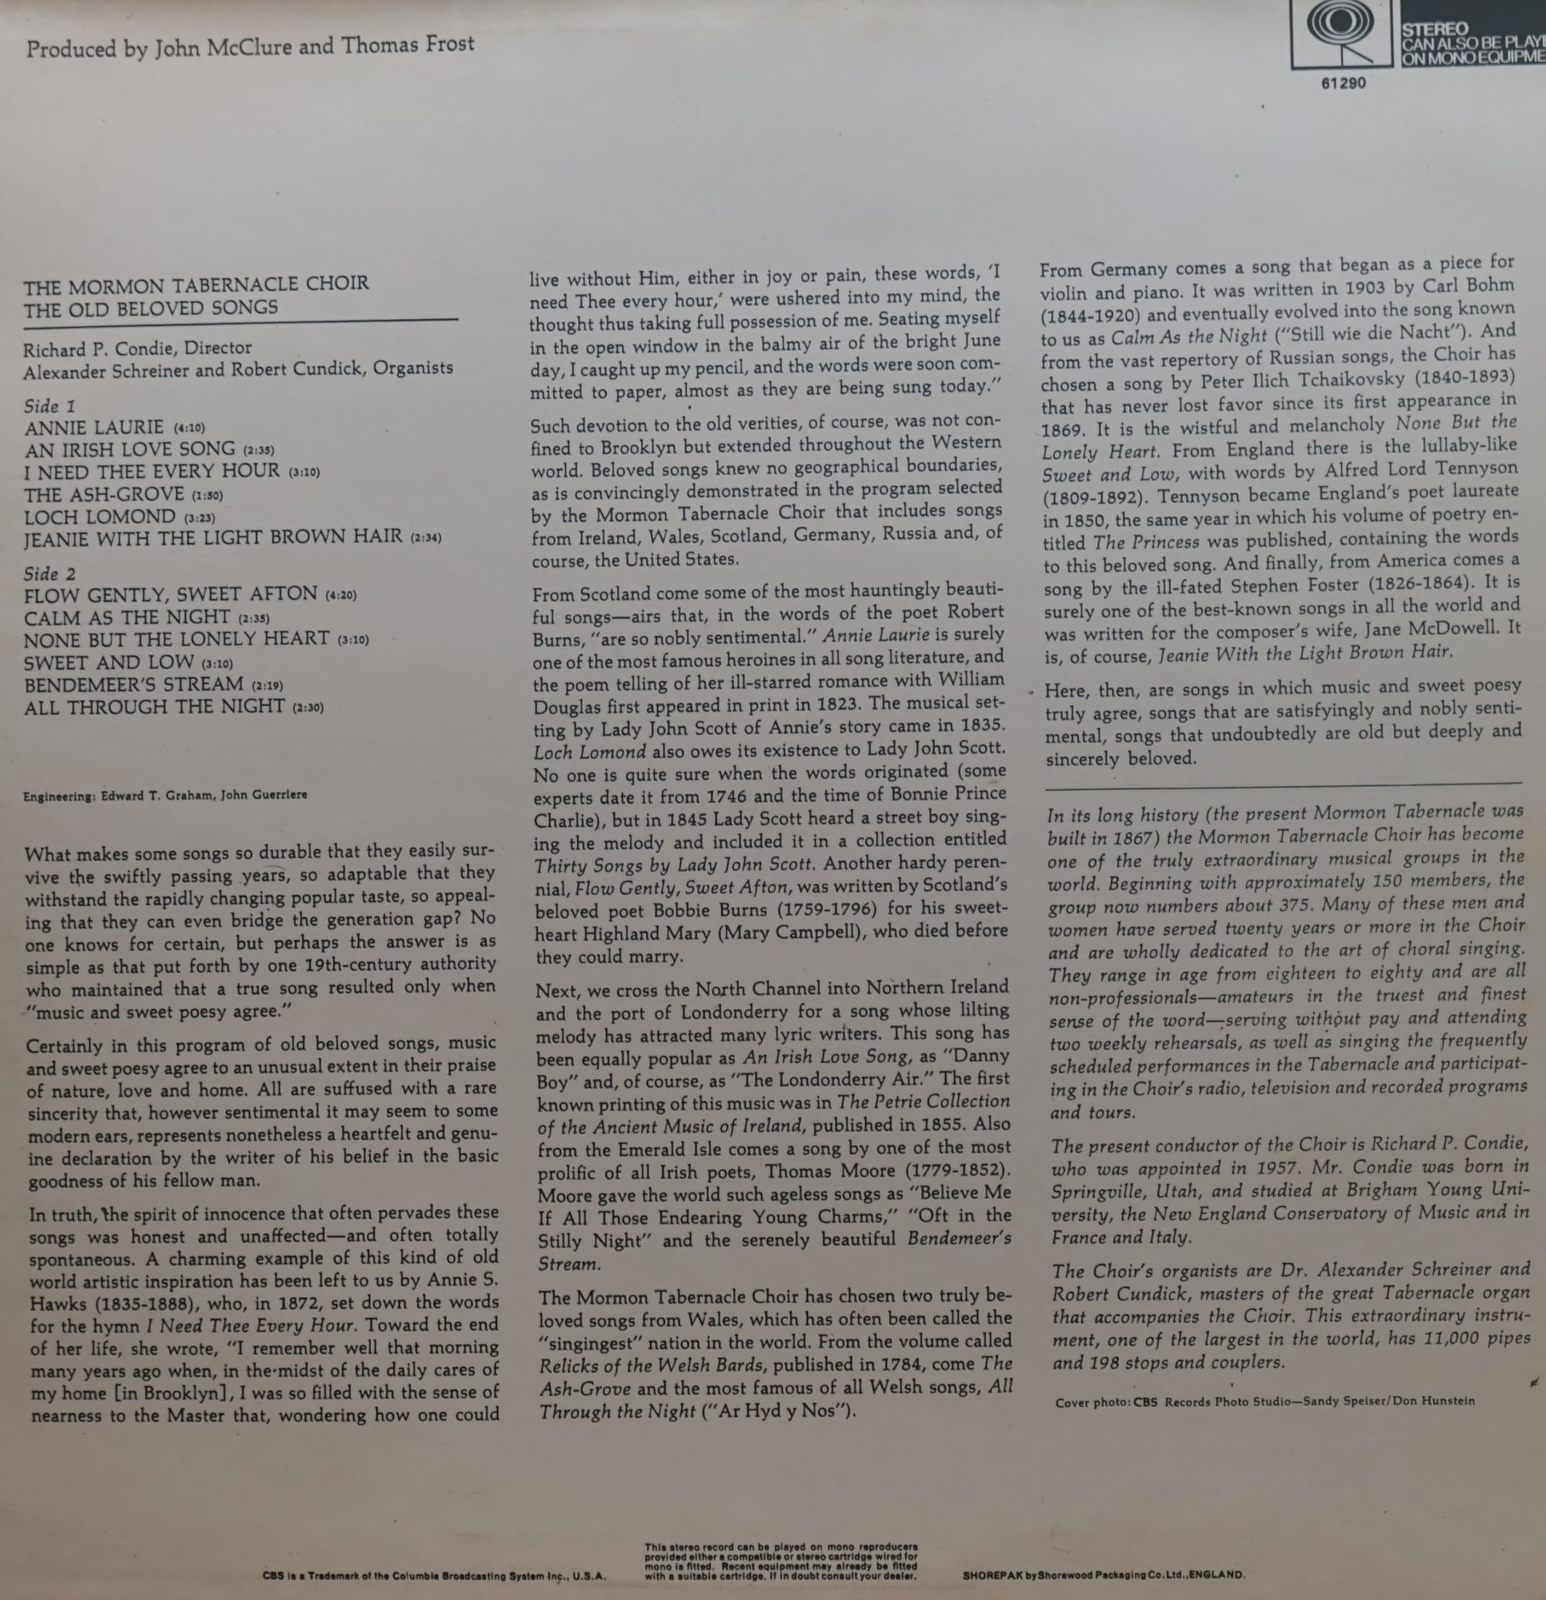 Produced by John McClure and Thomas Frost
STEREO
CAN ALSO BE PLAY
ON MONO EQUIPME
61290
THE MORMON TABERNACLE CHOIR
THE OLD BELOVED SONGS
Richard P. Condie, Director
Alexander Schreiner and Robert Cundick, Organists
Side 1
ANNIE LAURIE (4:10)
AN IRISH LOVE SONG (2:35)
I NEED THEE EVERY HOUR (3:10)
THE ASH-GROVE (1:50)
LOCH LOMOND (3:23)
JEANIE WITH THE LIGHT BROWN HAIR (2:34)
Side 2
FLOW GENTLY, SWEET AFTON (4:20)
CALM AS THE NIGHT (2:35)
NONE BUT THE LONELY HEART (3:10)
SWEET AND LOW (3:10)
BENDEMEER'S STREAM (2:19)
ALL THROUGH THE NIGHT (2:30)
Engineering: Edward T. Graham, John Guerriere
What makes some songs so durable that they easily sur-
vive the swiftly passing years, so adaptable that they
withstand the rapidly changing popular taste, so appeal-
ing that they can even bridge the generation gap? No
one knows for certain, but perhaps the answer is as
simple as that put forth by one 19th-century authority
who maintained that a true song resulted only when
"music and sweet poesy agree."
Certainly in this program of old beloved songs, music
and sweet poesy agree to an unusual extent in their praise
of nature, love and home. All are suffused with a rare
sincerity that, however sentimental it may seem to some
modern ears, represents nonetheless a heartfelt and genu-
ine declaration by the writer of his belief in the basic
goodness of his fellow man.
In truth, the spirit of innocence that often pervades these
songs was honest and unaffected—and often totally
spontaneous. A charming example of this kind of old
world artistic inspiration has been left to us by Annie S.
Hawks (1835-1888), who, in 1872, set down the words
for the hymn I Need Thee Every Hour. Toward the end
of her life, she wrote, "I remember well that morning
many years ago when, in the midst of the daily cares of
my home [in Brooklyn], I was so filled with the sense of
nearness to the Master that, wondering how one could
live without Him, either in joy or pain, these words, 'I
need Thee every hour,' were ushered into my mind, the
thought thus taking full possession of me. Seating myself
in the open window in the balmy air of the bright June
day, I caught up my pencil, and the words were soon com-
mitted to paper, almost as they are being sung today."
Such devotion to the old verities, of course, was not con-
fined to Brooklyn but extended throughout the Western
world. Beloved songs knew no geographical boundaries,
as is convincingly demonstrated in the program selected
by the Mormon Tabernacle Choir that includes songs
from Ireland, Wales, Scotland, Germany, Russia and, of
course, the United States.
From Scotland come some of the most hauntingly beauti-
ful songs—airs that, in the words of the poet Robert
Burns, "are so nobly sentimental." Annie Laurie is surely
one of the most famous heroines in all song literature, and
the poem telling of her ill-starred romance with William
Douglas first appeared in print in 1823. The musical set-
ting by Lady John Scott of Annie's story came in 1835.
Loch Lomond also owes its existence to Lady John Scott.
No one is quite sure when the words originated (some
experts date it from 1746 and the time of Bonnie Prince
Charlie), but in 1845 Lady Scott heard a street boy sing-
ing the melody and included it in a collection entitled
Thirty Songs by Lady John Scott. Another hardy peren-
nial, Flow Gently, Sweet Afton, was written by Scotland's
beloved poet Bobbie Burns (1759-1796) for his sweet-
heart Highland Mary (Mary Campbell), who died before
they could marry.
Next, we cross the North Channel into Northern Ireland
and the port of Londonderry for a song whose lilting
melody has attracted many lyric writers. This song has
been equally popular as An Irish Love Song, as "Danny
Boy" and, of course, as "The Londonderry Air." The first
known printing of this music was in The Petrie Collection
of the Ancient Music of Ireland, published in 1855. Also
from the Emerald Isle comes a song by one of the most
prolific of all Irish poets, Thomas Moore (1779-1852).
Moore gave the world such ageless songs as "Believe Me
If All Those Endearing Young Charms," "Oft in the
Stilly Night" and the serenely beautiful Bendemeer's
Stream.
The Mormon Tabernacle Choir has chosen two truly be-
loved songs from Wales, which has often been called the
"singingest" nation in the world. From the volume called
Relicks of the Welsh Bards, published in 1784, come The
Ash-Grove and the most famous of all Welsh songs, All
Through the Night ("Ar Hyd y Nos").
From Germany comes a song that began as a piece for
violin and piano. It was written in 1903 by Carl Bohm
(1844-1920) and eventually evolved into the song known
to us as Calm As the Night ("Still wie die Nacht"). And
from the vast repertory of Russian songs, the Choir has
chosen a song by Peter Ilich Tchaikovsky (1840-1893)
that has never lost favor since its first appearance in
1869. It is the wistful and melancholy None But the
Lonely Heart. From England there is the lullaby-like
Sweet and Low, with words by Alfred Lord Tennyson
(1809-1892). Tennyson became England's poet laureate
in 1850, the same year in which his volume of poetry en-
titled The Princess was published, containing the words
to this beloved song. And finally, from America comes a
song by the ill-fated Stephen Foster (1826-1864). It is
surely one of the best-known songs in all the world and
was written for the composer's wife, Jane McDowell. It
is, of course, Jeanie With the Light Brown Hair.
Here, then, are songs in which music and sweet poesy
truly agree, songs that are satisfyingly and nobly senti-
mental, songs that undoubtedly are old but deeply and
sincerely beloved.
In its long history (the present Mormon Tabernacle was
built in 1867) the Mormon Tabernacle Choir has become
one of the truly extraordinary musical groups in the
world. Beginning with approximately 150 members, the
group now numbers about 375. Many of these men and
women have served twenty years or more in the Choir
and are wholly dedicated to the art of choral singing.
They range in age from eighteen to eighty and are all
non-professionals—amateurs in the truest and finest
sense of the word—serving without pay and attending
two weekly rehearsals, as well as singing the frequently
scheduled performances in the Tabernacle and participat-
ing in the Choir's radio, television and recorded programs
and tours.
The present conductor of the Choir is Richard P. Condie,
who was appointed in 1957. Mr. Condie was born in
Springville, Utah, and studied at Brigham Young Uni-
versity, the New England Conservatory of Music and in
France and Italy.
The Choir's organists are Dr. Alexander Schreiner and
Robert Cundick, masters of the great Tabernacle organ
that accompanies the Choir. This extraordinary instru-
ment, one of the largest in the world, has 11,000 pipes
and 198 stops and couplers.
Cover photo: CBS Records Photo Studio—Sandy Speiser/Don Hunstein
CBS is a Trademark of the Columbia Broadcasting System Inc., U.S.A.
This stereo record can be played on mono reproducers
provided either a compatible or stereo cartridge wired for
mono is fitted. Recent equipment may already be fitted
with a suitable cartridge. If in doubt consult your dealer.
SHOREPAK by Shorewood Packaging Co. Ltd., ENGLAND.